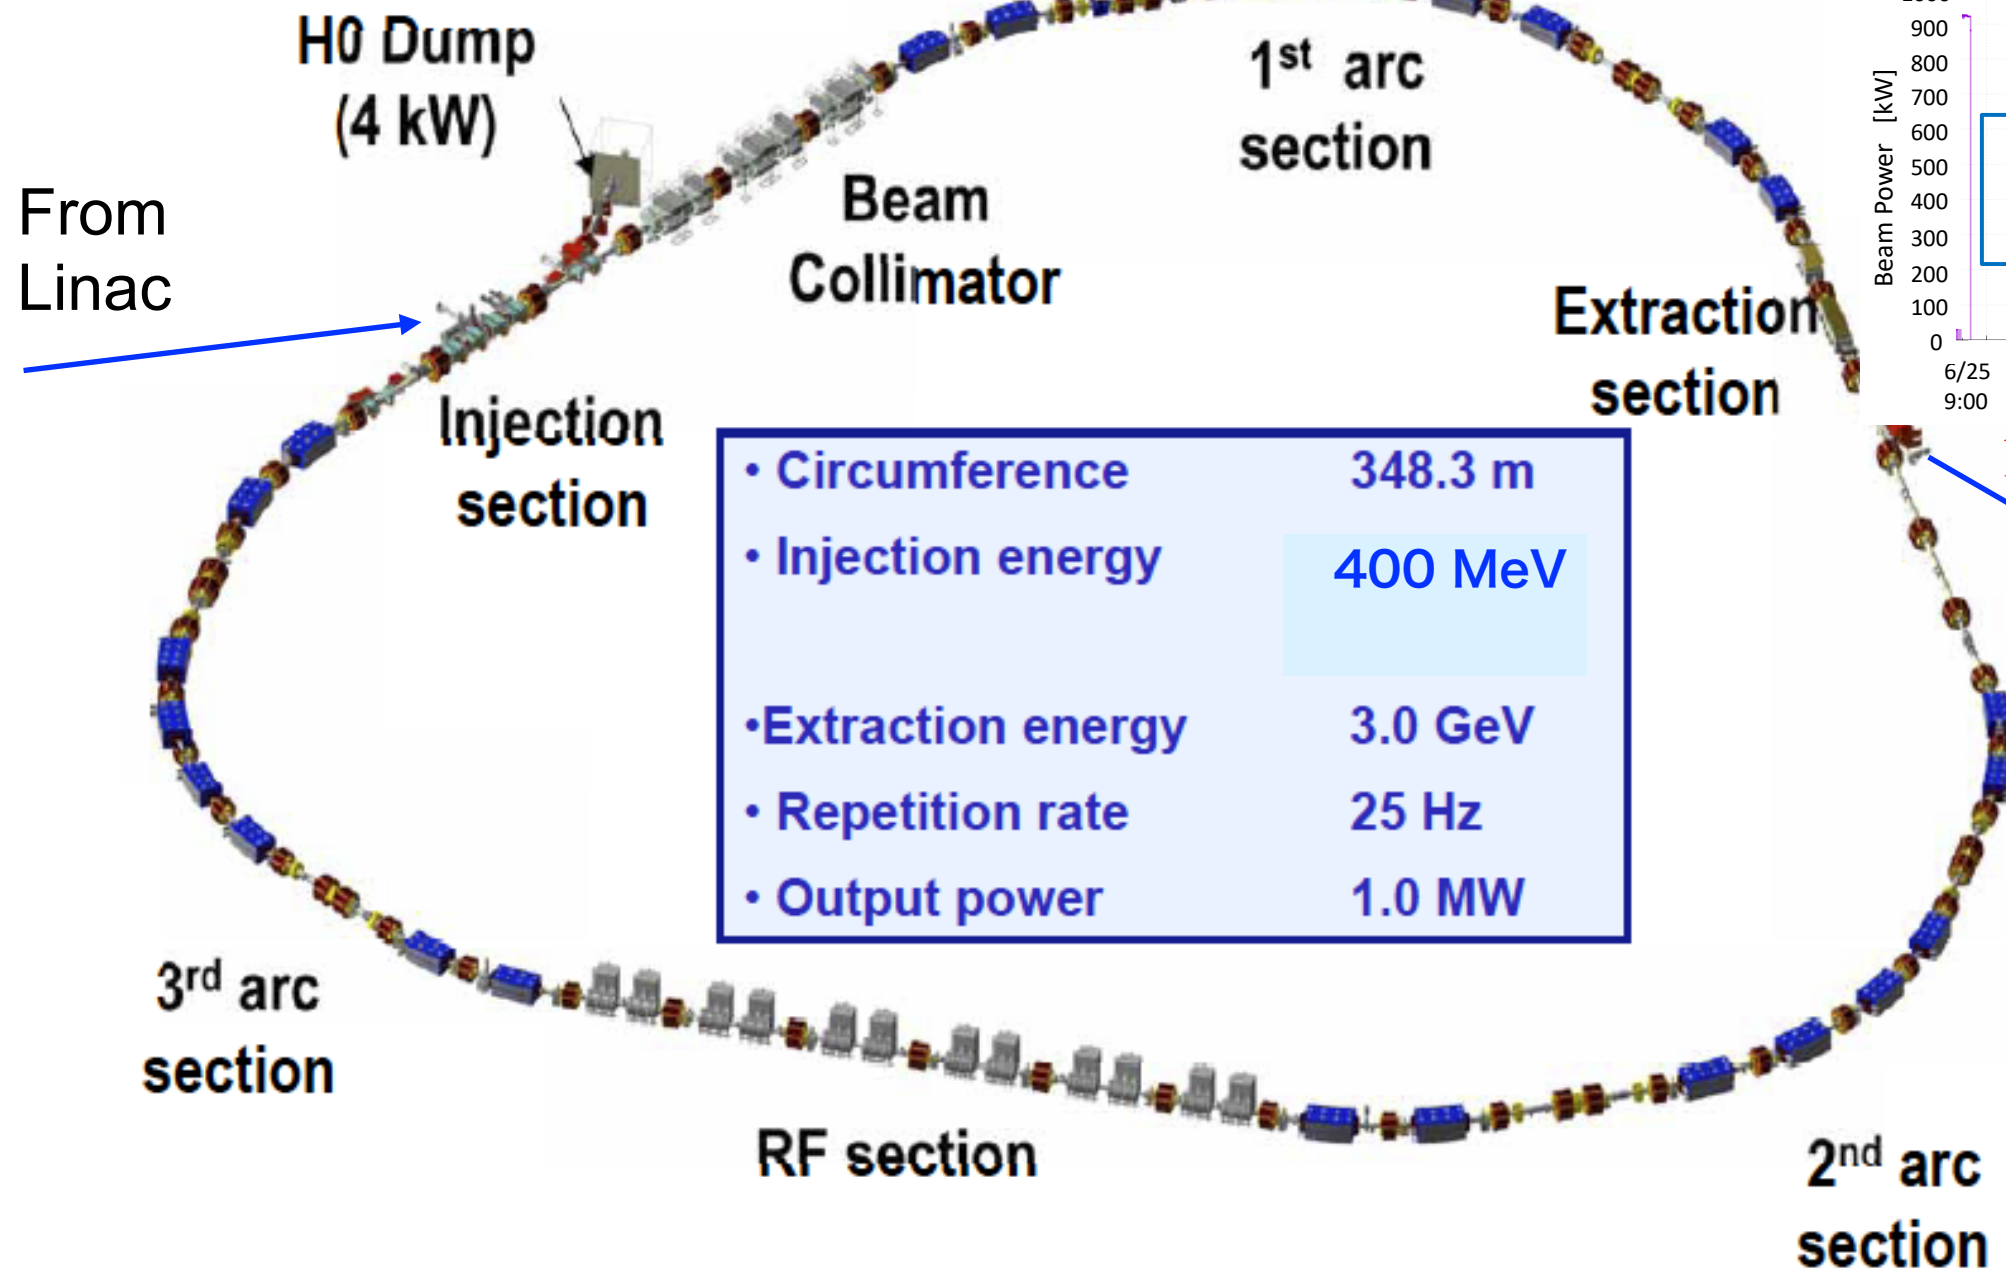 H0 Dump
(4 kW)
From
Linac
1st arc
section
Beam
Collimator
Injection
section
Extraction
section
• Circumference 348.3 m
• Injection energy 400 MeV
•Extraction energy 3.0 GeV
• Repetition rate 25 Hz
• Output power 1.0 MW
3rd arc
section
RF section
2nd arc
section
Beam Power [kW]
900
800
700
600
500
400
300
200
100
0
6/25
9:00